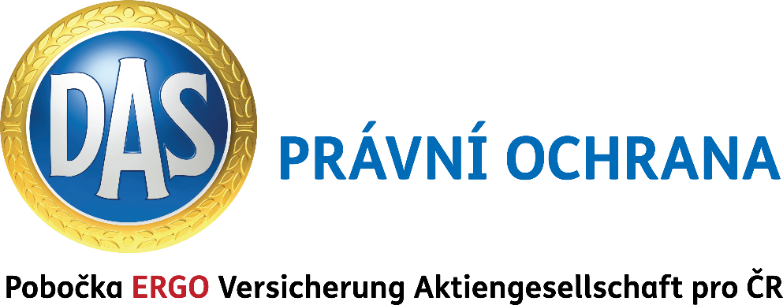 DAS
PRÁVNÍ OCHRANA
Pobočka ERGO Versicherung Aktiengesellschaft pro ČR